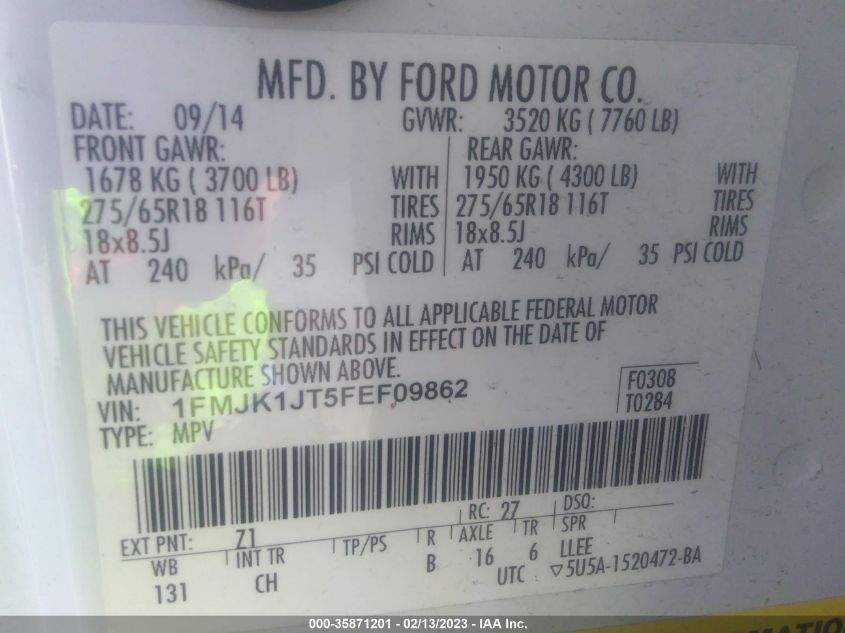 MFD. BY FORD MOTOR CO.
DATE: 09/14 GVWR: 3520 KG ( 7760 LB)
FRONT GAWR: REAR GAWR:
1678 KG ( 3700 LB) WITH 1950 KG ( 4300 LB) WITH
275/65R18 116T TIRES 275/65R18 116T TIRES
18x8.5J RIMS 18x8.5J RIMS
AT 240 kPa/ 35 PSI COLD AT 240 kPa/ 35 PSI COLD
THIS VEHICLE CONFORMS TO ALL APPLICABLE FEDERAL MOTOR
VEHICLE SAFETY STANDARDS IN EFFECT ON THE DATE OF
MANUFACTURE SHOWN ABOVE.
F0308
VIN: 1FMJK1JT5FEF09862
T0284
TYPE: MPV
EXT PNT: Z1 RC: 27 DSO:
WB INT TR TP/PS R AXLE TR SPR
131 CH B 16 6 LLEE
UTC ▽5U5A-1520472-BA
000-35871201 - 02/13/2023 - IAA Inc.